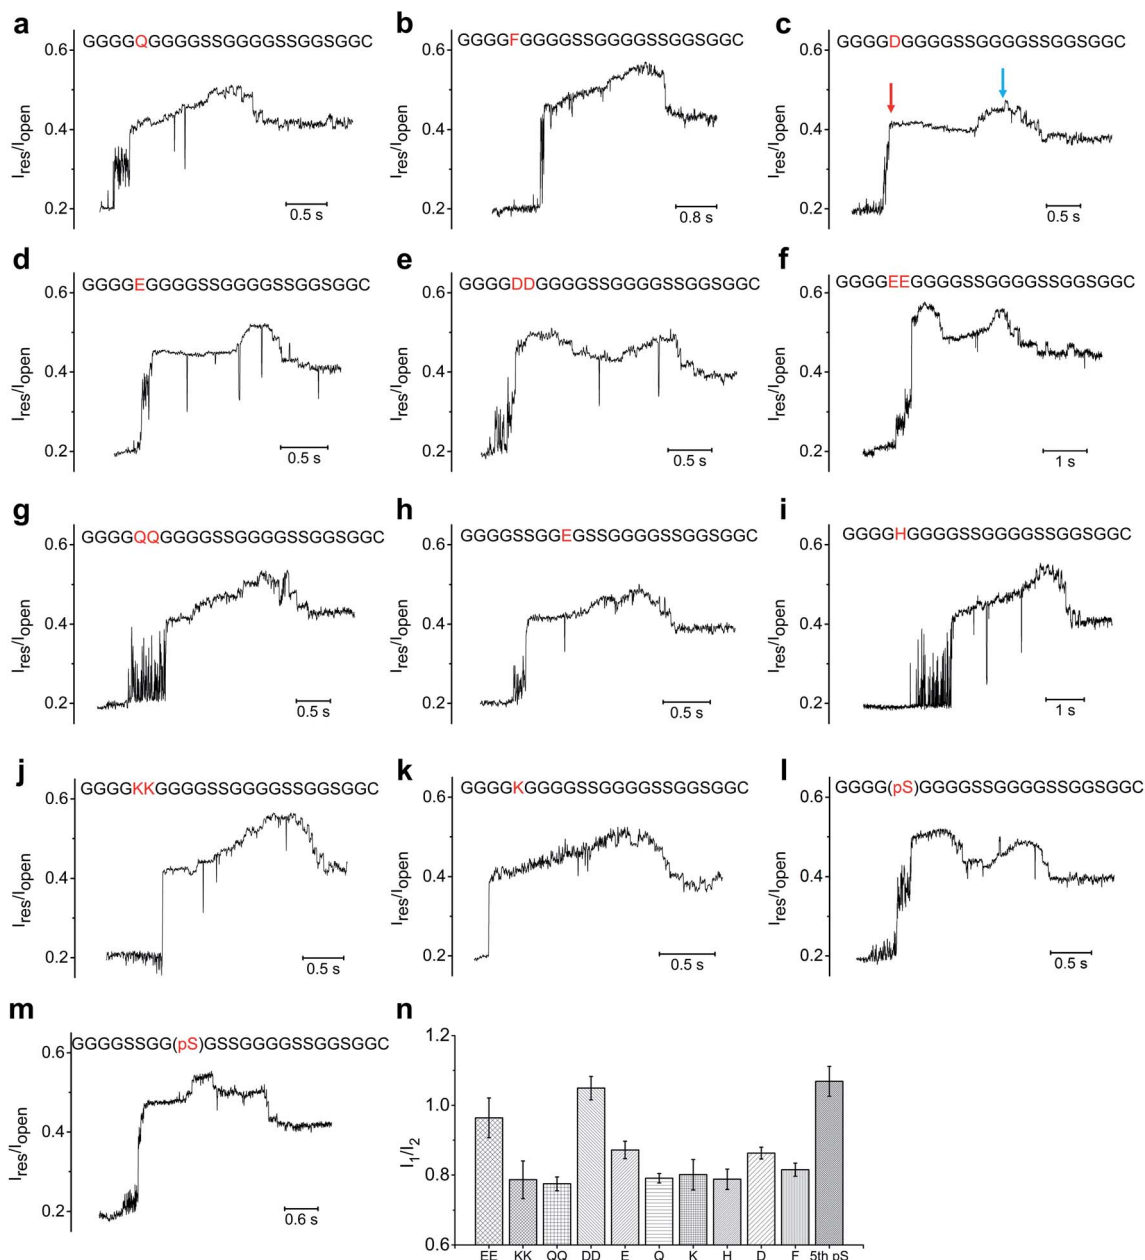 a
GGGGQGGGGSSGGGGSSGGSGGC
0.6
0.4
0.2
Ires/Iopen
0.5 s
b
GGGGFGGGGSSGGGGSSGGSGGC
0.6
0.4
0.2
Ires/Iopen
0.8 s
c
GGGGDGGGGSSGGGGSSGGSGGC
0.6
0.4
0.2
Ires/Iopen
0.5 s
d
GGGGEGGGGSSGGGGSSGGSGGC
0.6
0.4
0.2
Ires/Iopen
0.5 s
e
GGGGDDGGGGSSGGGGSSGGSGGC
0.6
0.4
0.2
Ires/Iopen
0.5 s
f
GGGGEEGGGGSSGGGGSSGGSGGC
0.6
0.4
0.2
Ires/Iopen
1 s
g
GGGGQQGGGGSSGGGGSSGGSGGC
0.6
0.4
0.2
Ires/Iopen
0.5 s
h
GGGGSSGGEGSSGGGGSSGGSGGC
0.6
0.4
0.2
Ires/Iopen
0.5 s
i
GGGGHGGGGSSGGGGSSGGSGGC
0.6
0.4
0.2
Ires/Iopen
1 s
j
GGGGKKGGGGSSGGGGSSGGSGGC
0.6
0.4
0.2
Ires/Iopen
0.5 s
k
GGGGKGGGGSSGGGGSSGGSGGC
0.6
0.4
0.2
Ires/Iopen
0.5 s
l
GGGG(pS)GGGGSSGGGGSSGGSGGC
0.6
0.4
0.2
Ires/Iopen
0.5 s
m
GGGGSSGG(pS)GSSGGGGSSGGSGGC
0.6
0.4
0.2
Ires/Iopen
0.6 s
n
1.2
1.0
0.8
0.6
I1/I2
EE KK QQ DD E Q K H D F 5th pS